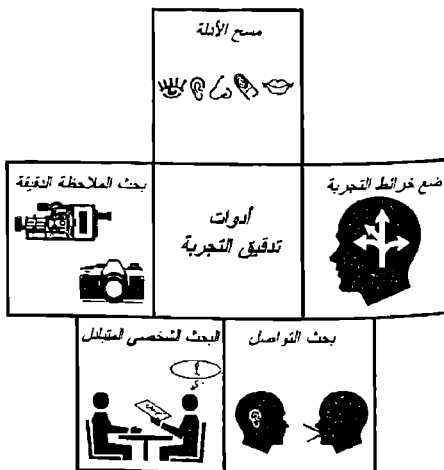 مسح الأدلة
بحث الملاحظة الدقيقة
أدوات
تدقيق التجربة
ضع خرائط التجربة
البحث الشخصي المتبادل
بحث التواصل